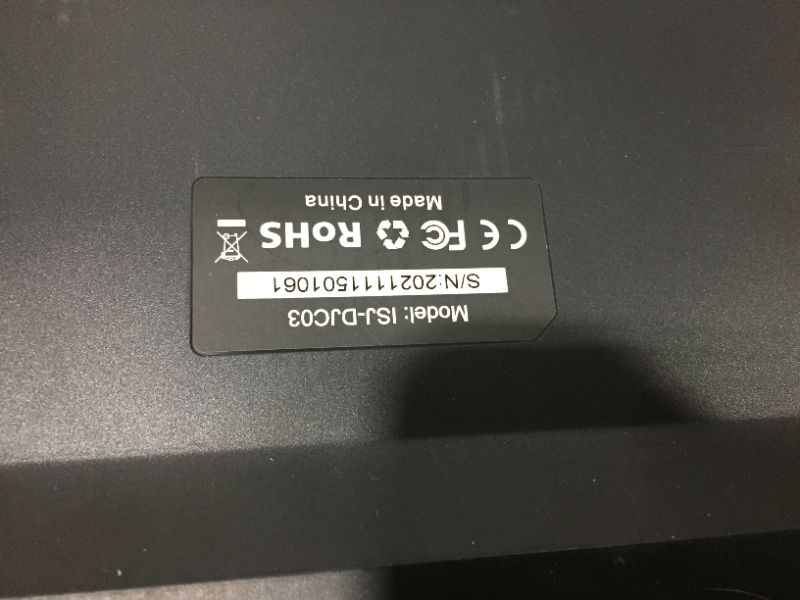 Model: ISJ-DJC03
S/N:2021111501061
CE FC RoHS
Made in China